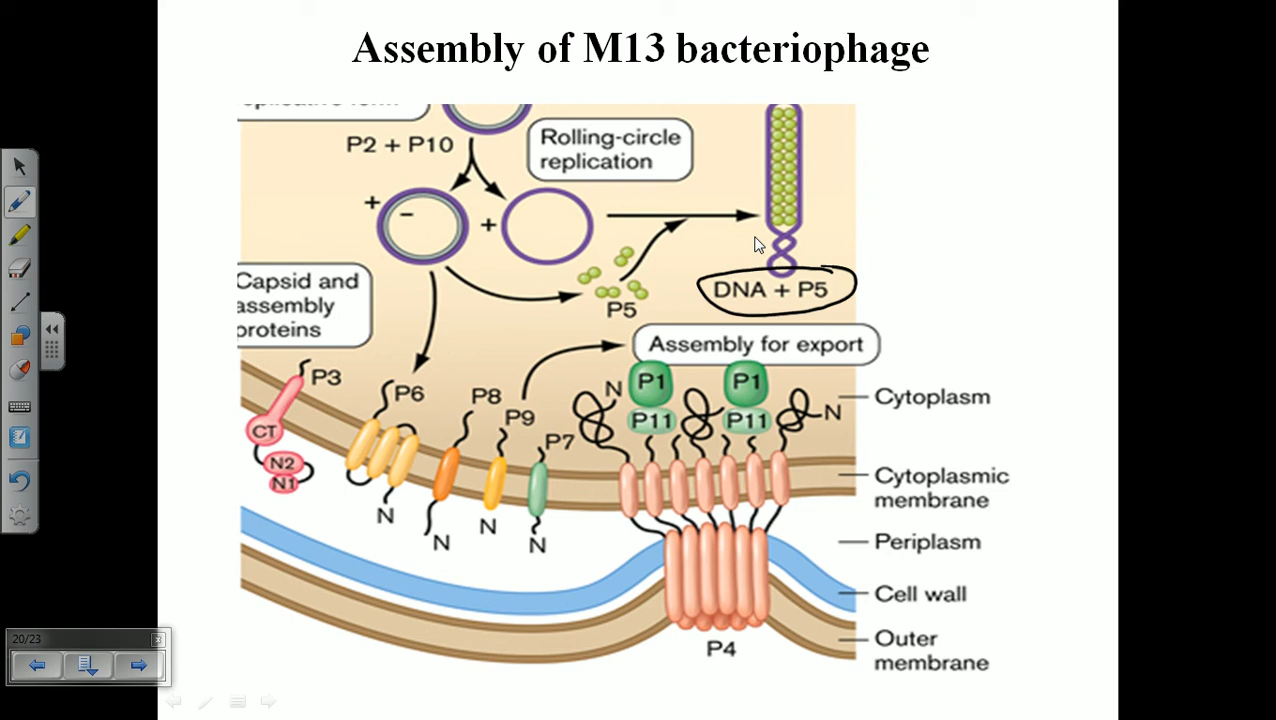 Assembly of M13 bacteriophage
P2 + P10
Rolling-circle
replication
+
−
+
Capsid and
assembly
proteins
P5
DNA + P5
Assembly for export
P3
P6
P8
P9
P7
N
P1
P1
N
P11
P11
CT
N2
N1
N
N
N
N
Cytoplasm
Cytoplasmic
membrane
Periplasm
Cell wall
Outer
membrane
P4
20/23